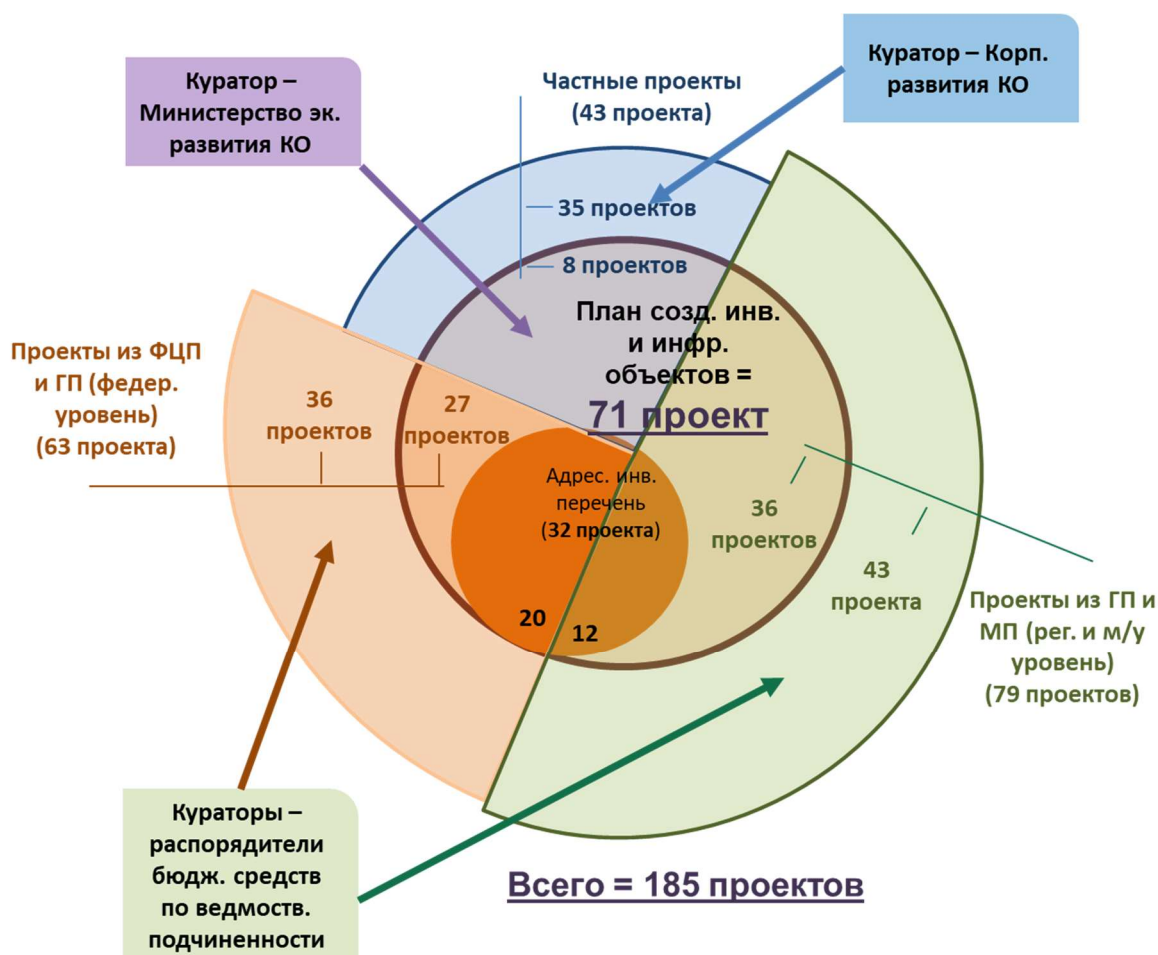 Куратор –
Министерство эк.
развития КО
Частные проекты
(43 проекта)
Куратор – Корп.
развития КО
35 проектов
8 проектов
План созд. инв.
и инфр.
объектов =
71 проект
Проекты из ФЦП
и ГП (федер.
уровень)
(63 проекта)
36
проектов
27
проектов
Адрес. инв.
перечень
(32 проекта)
36
проектов
43
проекта
Проекты из ГП и
МП (рег. и м/у
уровень)
(79 проектов)
20
12
Кураторы –
распорядители
бюдж. средств
по ведмоств.
подчиненности
Всего = 185 проектов